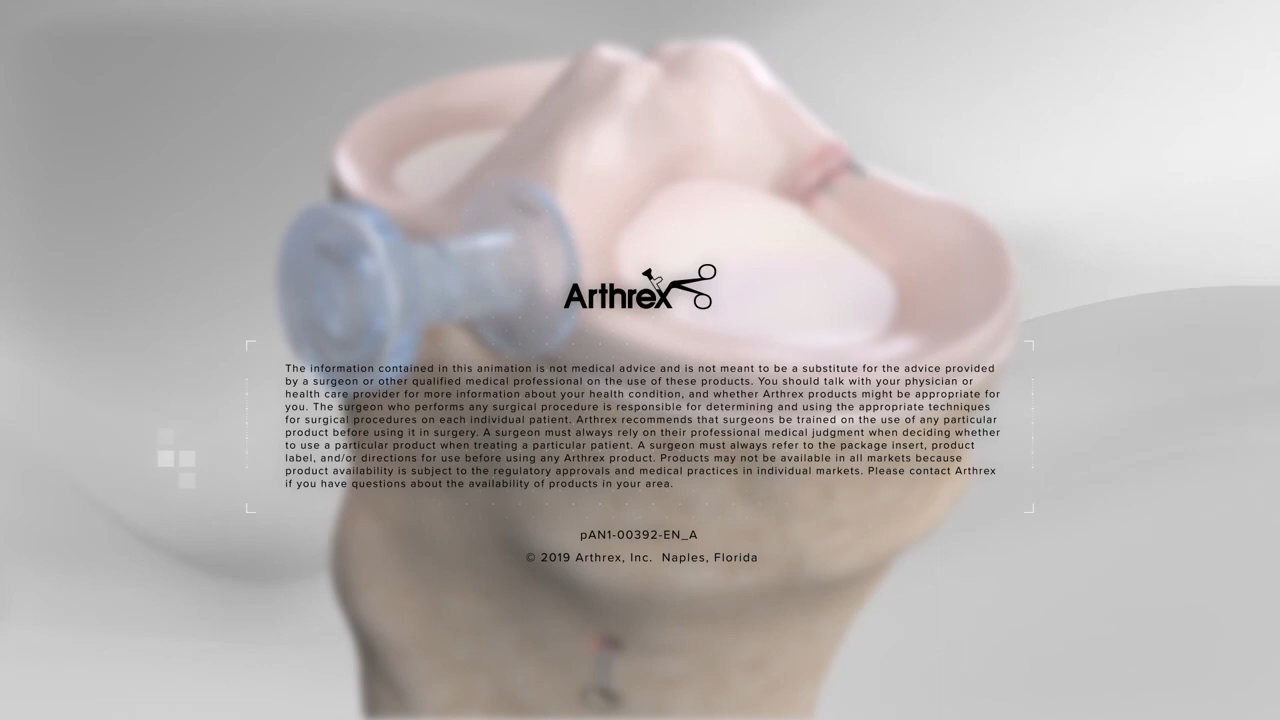 Arthrex
The information contained in this animation is not medical advice and is not meant to be a substitute for the advice provided
by a surgeon or other qualified medical professional on the use of these products. You should talk with your physician or
health care provider for more information about your health condition, and whether Arthrex products might be appropriate for
you. The surgeon who performs any surgical procedure is responsible for determining and using the appropriate techniques
for surgical procedures on each individual patient. Arthrex recommends that surgeons be trained on the use of any particular
product before using it in surgery. A surgeon must always rely on their professional medical judgment when deciding whether
to use a particular product when treating a particular patient. A surgeon must always refer to the package insert, product
label, and/or directions for use before using any Arthrex product. Products may not be available in all markets because
product availability is subject to the regulatory approvals and medical practices in individual markets. Please contact Arthrex
if you have questions about the availability of products in your area.
pAN1-00392-EN_A
© 2019 Arthrex, Inc. Naples, Florida